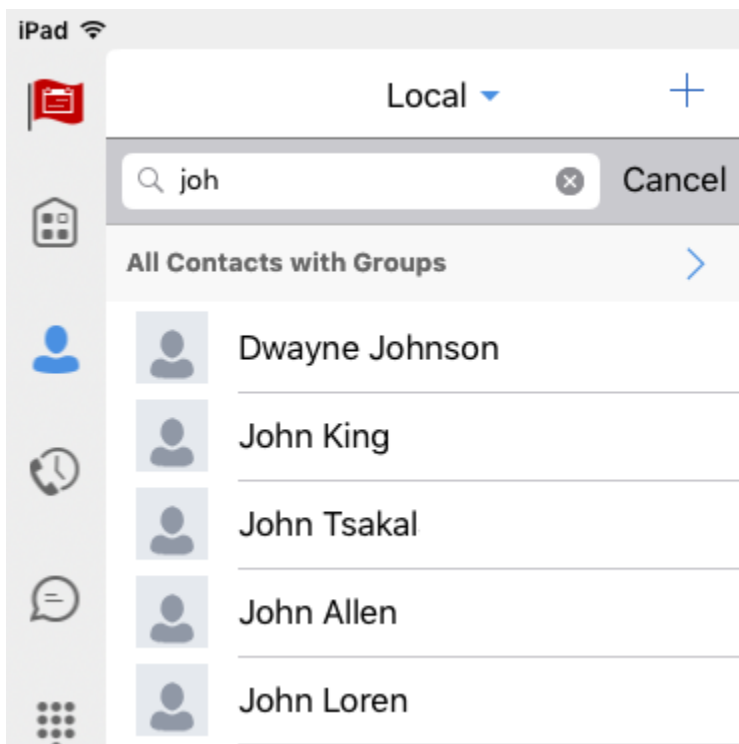 iPad
Local
joh Cancel
All Contacts with Groups
Dwayne Johnson
John King
John Tsakal
John Allen
John Loren